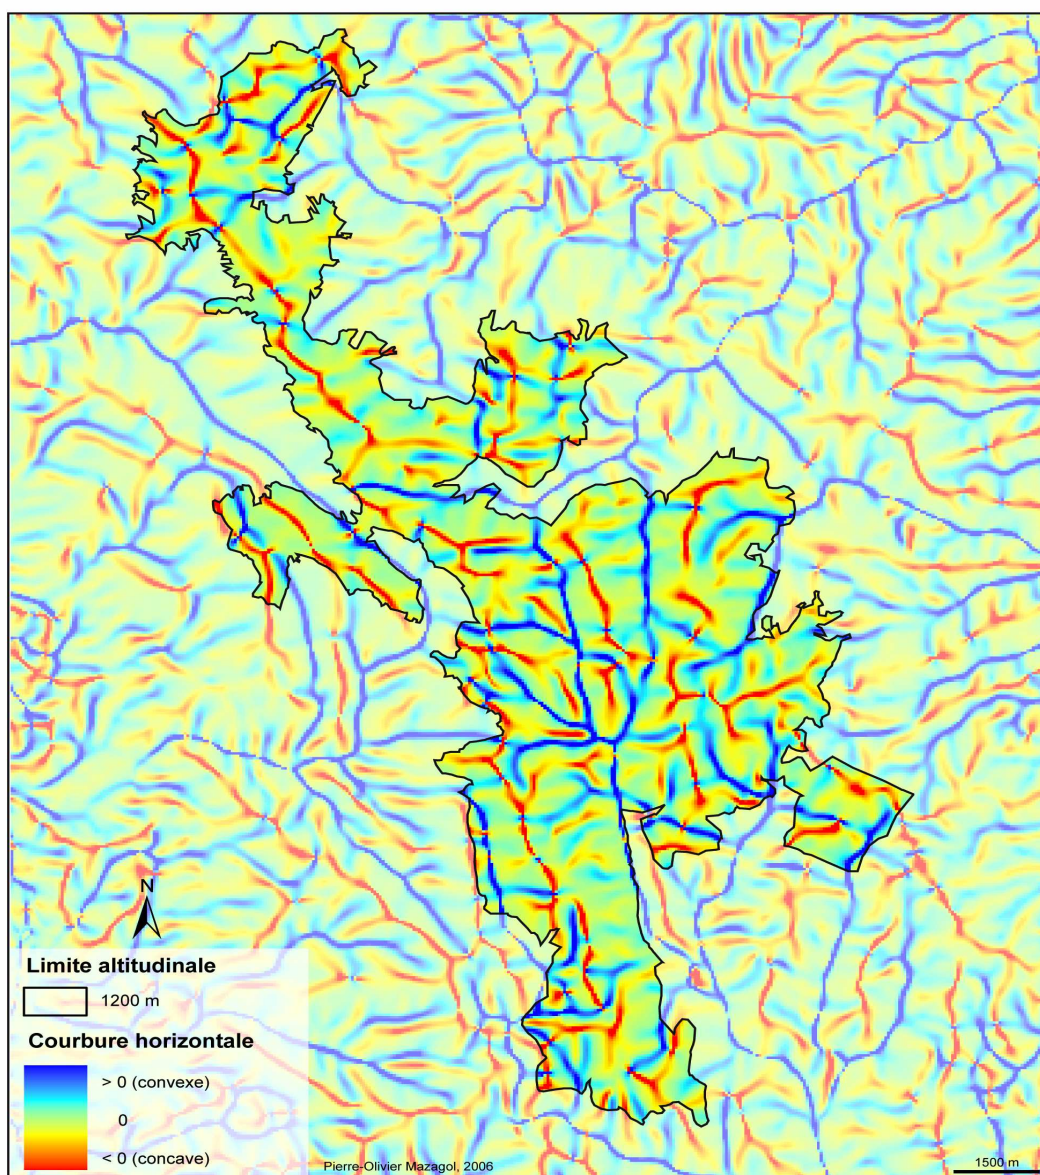 N
Limite altitudinale
1200 m
Courbure horizontale
> 0 (convexe)
0
< 0 (concave)
Pierre-Olivier Mazagol, 2006
1500 m